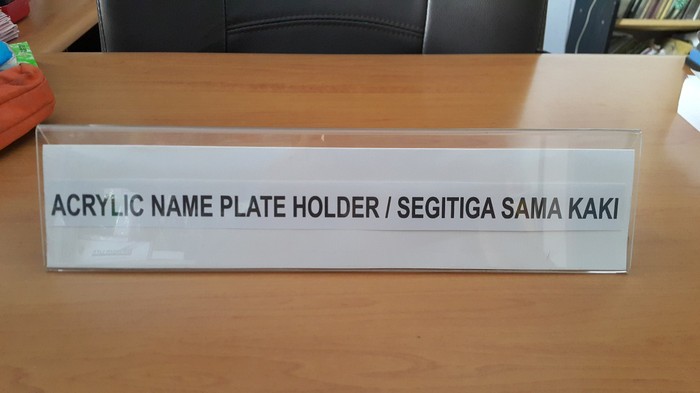 ACRYLIC NAME PLATE HOLDER / SEGITIGA SAMA KAKI